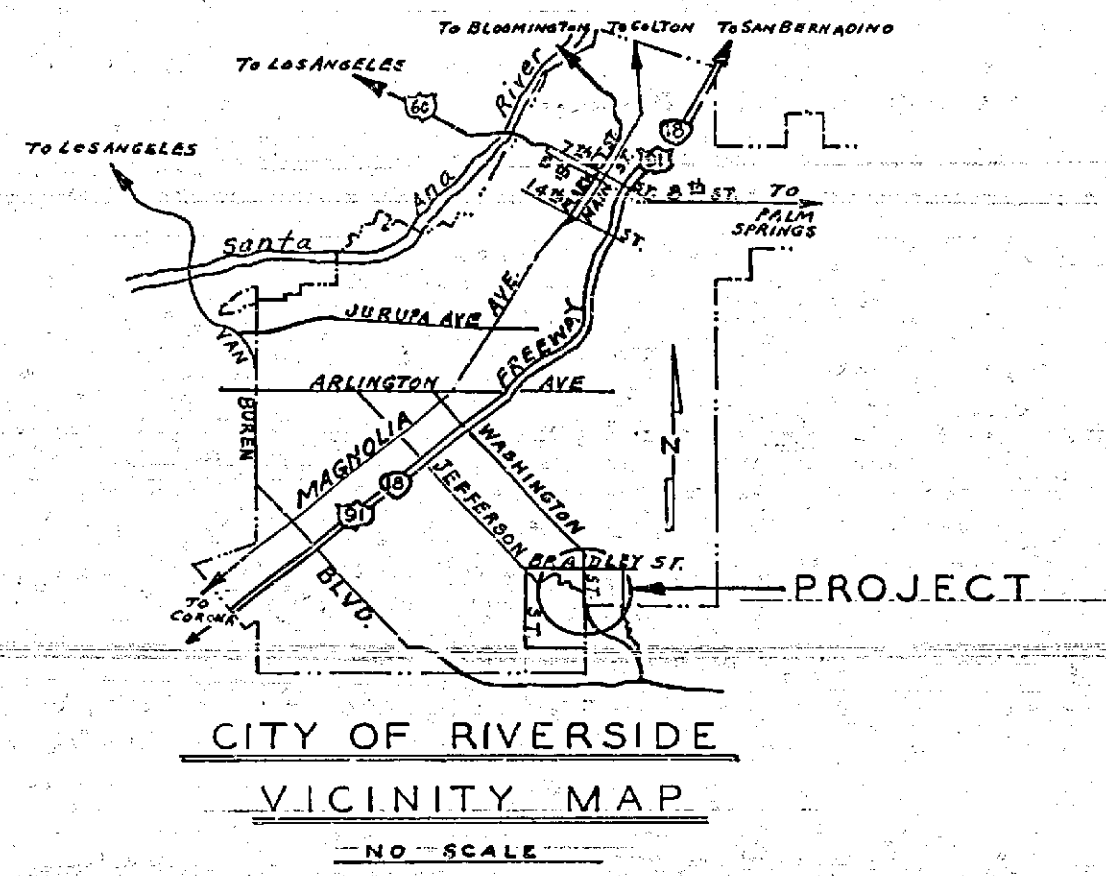 To BLOOMINGTON
To COLTON
To SAN BERNADINO
To LOS ANGELES
60
River
18
91
To LOS ANGELES
7th ST.
8th
14th
MARKET ST.
MAIN ST.
ST.
8th ST.
TO
PALM
SPRINGS
ST.
Ana
Santa
AVE
JURUPA AVE
VAN
FREEWAY
ARLINGTON AVE
BUREN
MAGNOLIA
WASHINGTON
18
JEFFERSON
91
BRADLEY ST.
N
BLVD.
ST.
ST.
PROJECT
TO
CORONA
CITY OF RIVERSIDE
VICINITY MAP
NO SCALE